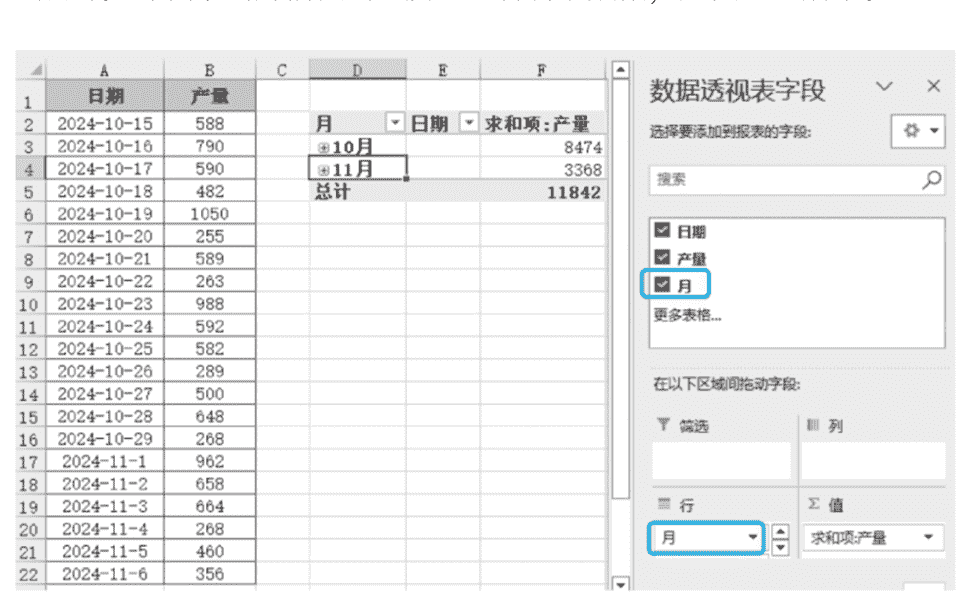 A B C D E F
1 日期 产量
2 2024-10-15 588 月 日期 求和项:产量
3 2024-10-16 790 10月 8474
4 2024-10-17 590 11月 3368
5 2024-10-18 482 总计 11842
6 2024-10-19 1050
7 2024-10-20 255
8 2024-10-21 589
9 2024-10-22 263
10 2024-10-23 988
11 2024-10-24 592
12 2024-10-25 582
13 2024-10-26 289
14 2024-10-27 500
15 2024-10-28 648
16 2024-10-29 268
17 2024-11-1 962
18 2024-11-2 658
19 2024-11-3 664
20 2024-11-4 268
21 2024-11-5 460
22 2024-11-6 356
数据透视表字段
选择要添加到报表的字段:
搜索
日期
产量
月
更多表格...
在以下区域间拖动字段:
筛选 列
行 Σ 值
月 求和项:产量